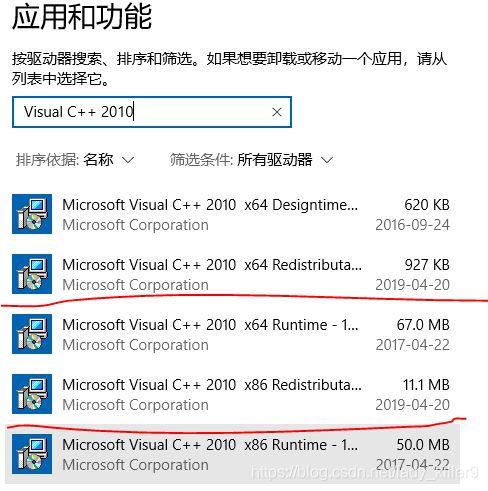 应用和功能
按驱动器搜索、排序和筛选。如果想要卸载或移动一个应用，请从
列表中选择它。
Visual C++ 2010
排序依据: 名称 筛选条件: 所有驱动器
Microsoft Visual C++ 2010 x64 Designtime... 620 KB
Microsoft Corporation 2016-09-24
Microsoft Visual C++ 2010 x64 Redistributa... 927 KB
Microsoft Corporation 2019-04-20
Microsoft Visual C++ 2010 x64 Runtime - 1... 67.0 MB
Microsoft Corporation 2017-04-22
Microsoft Visual C++ 2010 x86 Redistributa... 11.1 MB
Microsoft Corporation 2019-04-20
Microsoft Visual C++ 2010 x86 Runtime - 1... 50.0 MB
Microsoft Corporation 2017-04-22
https://blog.csdn.net/lady_killer9